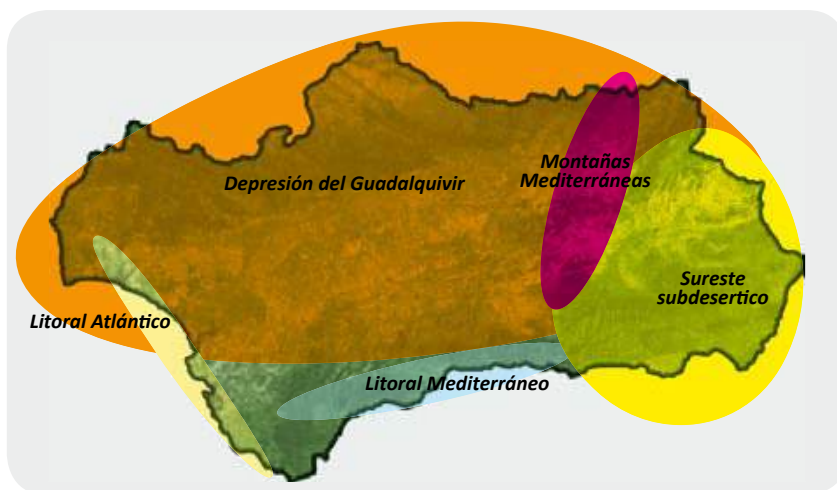 Montañas
Mediterráneas
Depresión del Guadalquivir
Sureste
subdesertico
Litoral Atlántico
Litoral Mediterráneo